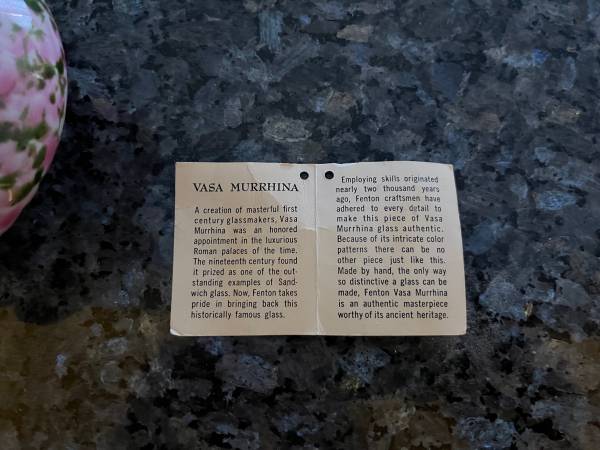 VASA MURRHINA
A creation of masterful first
century glassmakers, Vasa
Murrhina was an honored
appointment in the luxurious
Roman palaces of the time.
The nineteenth century found
it prized as one of the out-
standing examples of Sand-
wich glass. Now, Fenton takes
pride in bringing back this
historically famous glass.
Employing skills originated
nearly two thousand years
ago, Fenton craftsmen have
adhered to every detail to
make this piece of Vasa
Murrhina glass authentic.
Because of its intricate color
patterns there can be no
other piece just like this.
Made by hand, the only way
so distinctive a glass can be
made, Fenton Vasa Murrhina
is an authentic masterpiece
worthy of its ancient heritage.